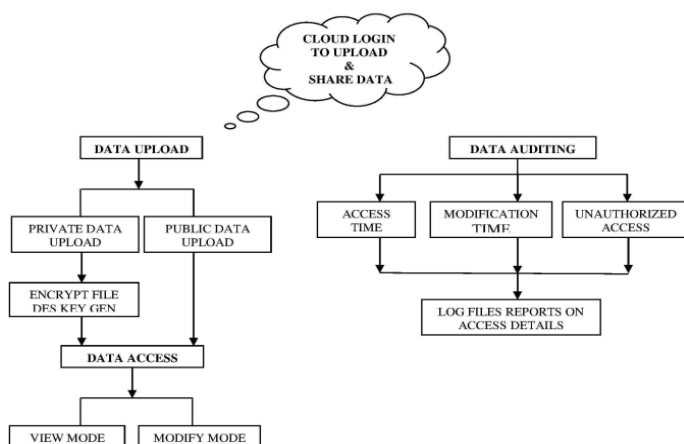 CLOUD LOGIN
TO UPLOAD
&
SHARE DATA
DATA UPLOAD
DATA AUDITING
PRIVATE DATA
UPLOAD
PUBLIC DATA
UPLOAD
ACCESS
TIME
MODIFICATION
TIME
UNAUTHORIZED
ACCESS
ENCRYPT FILE
DES KEY GEN
LOG FILES REPORTS ON
ACCESS DETAILS
DATA ACCESS
VIEW MODE
MODIFY MODE